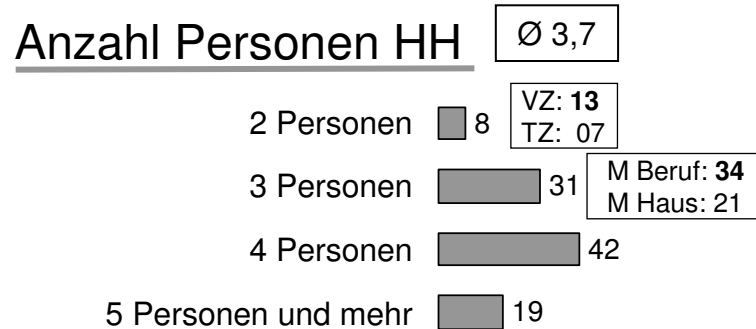 Anzahl Personen HH
Ø 3,7
2 Personen 8
VZ: 13
TZ: 07
3 Personen 31
M Beruf: 34
M Haus: 21
4 Personen 42
5 Personen und mehr 19